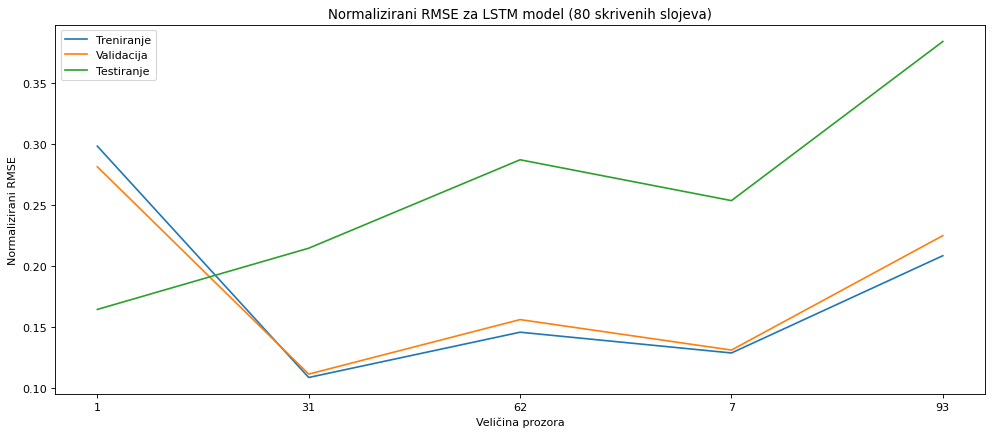 Normalizirani RMSE za LSTM model (80 skrivenih slojeva)
Treniranje
Validacija
Testiranje
Normalizirani RMSE
0.35
0.30
0.25
0.20
0.15
0.10
1 31 62 7 93
Veličina prozora